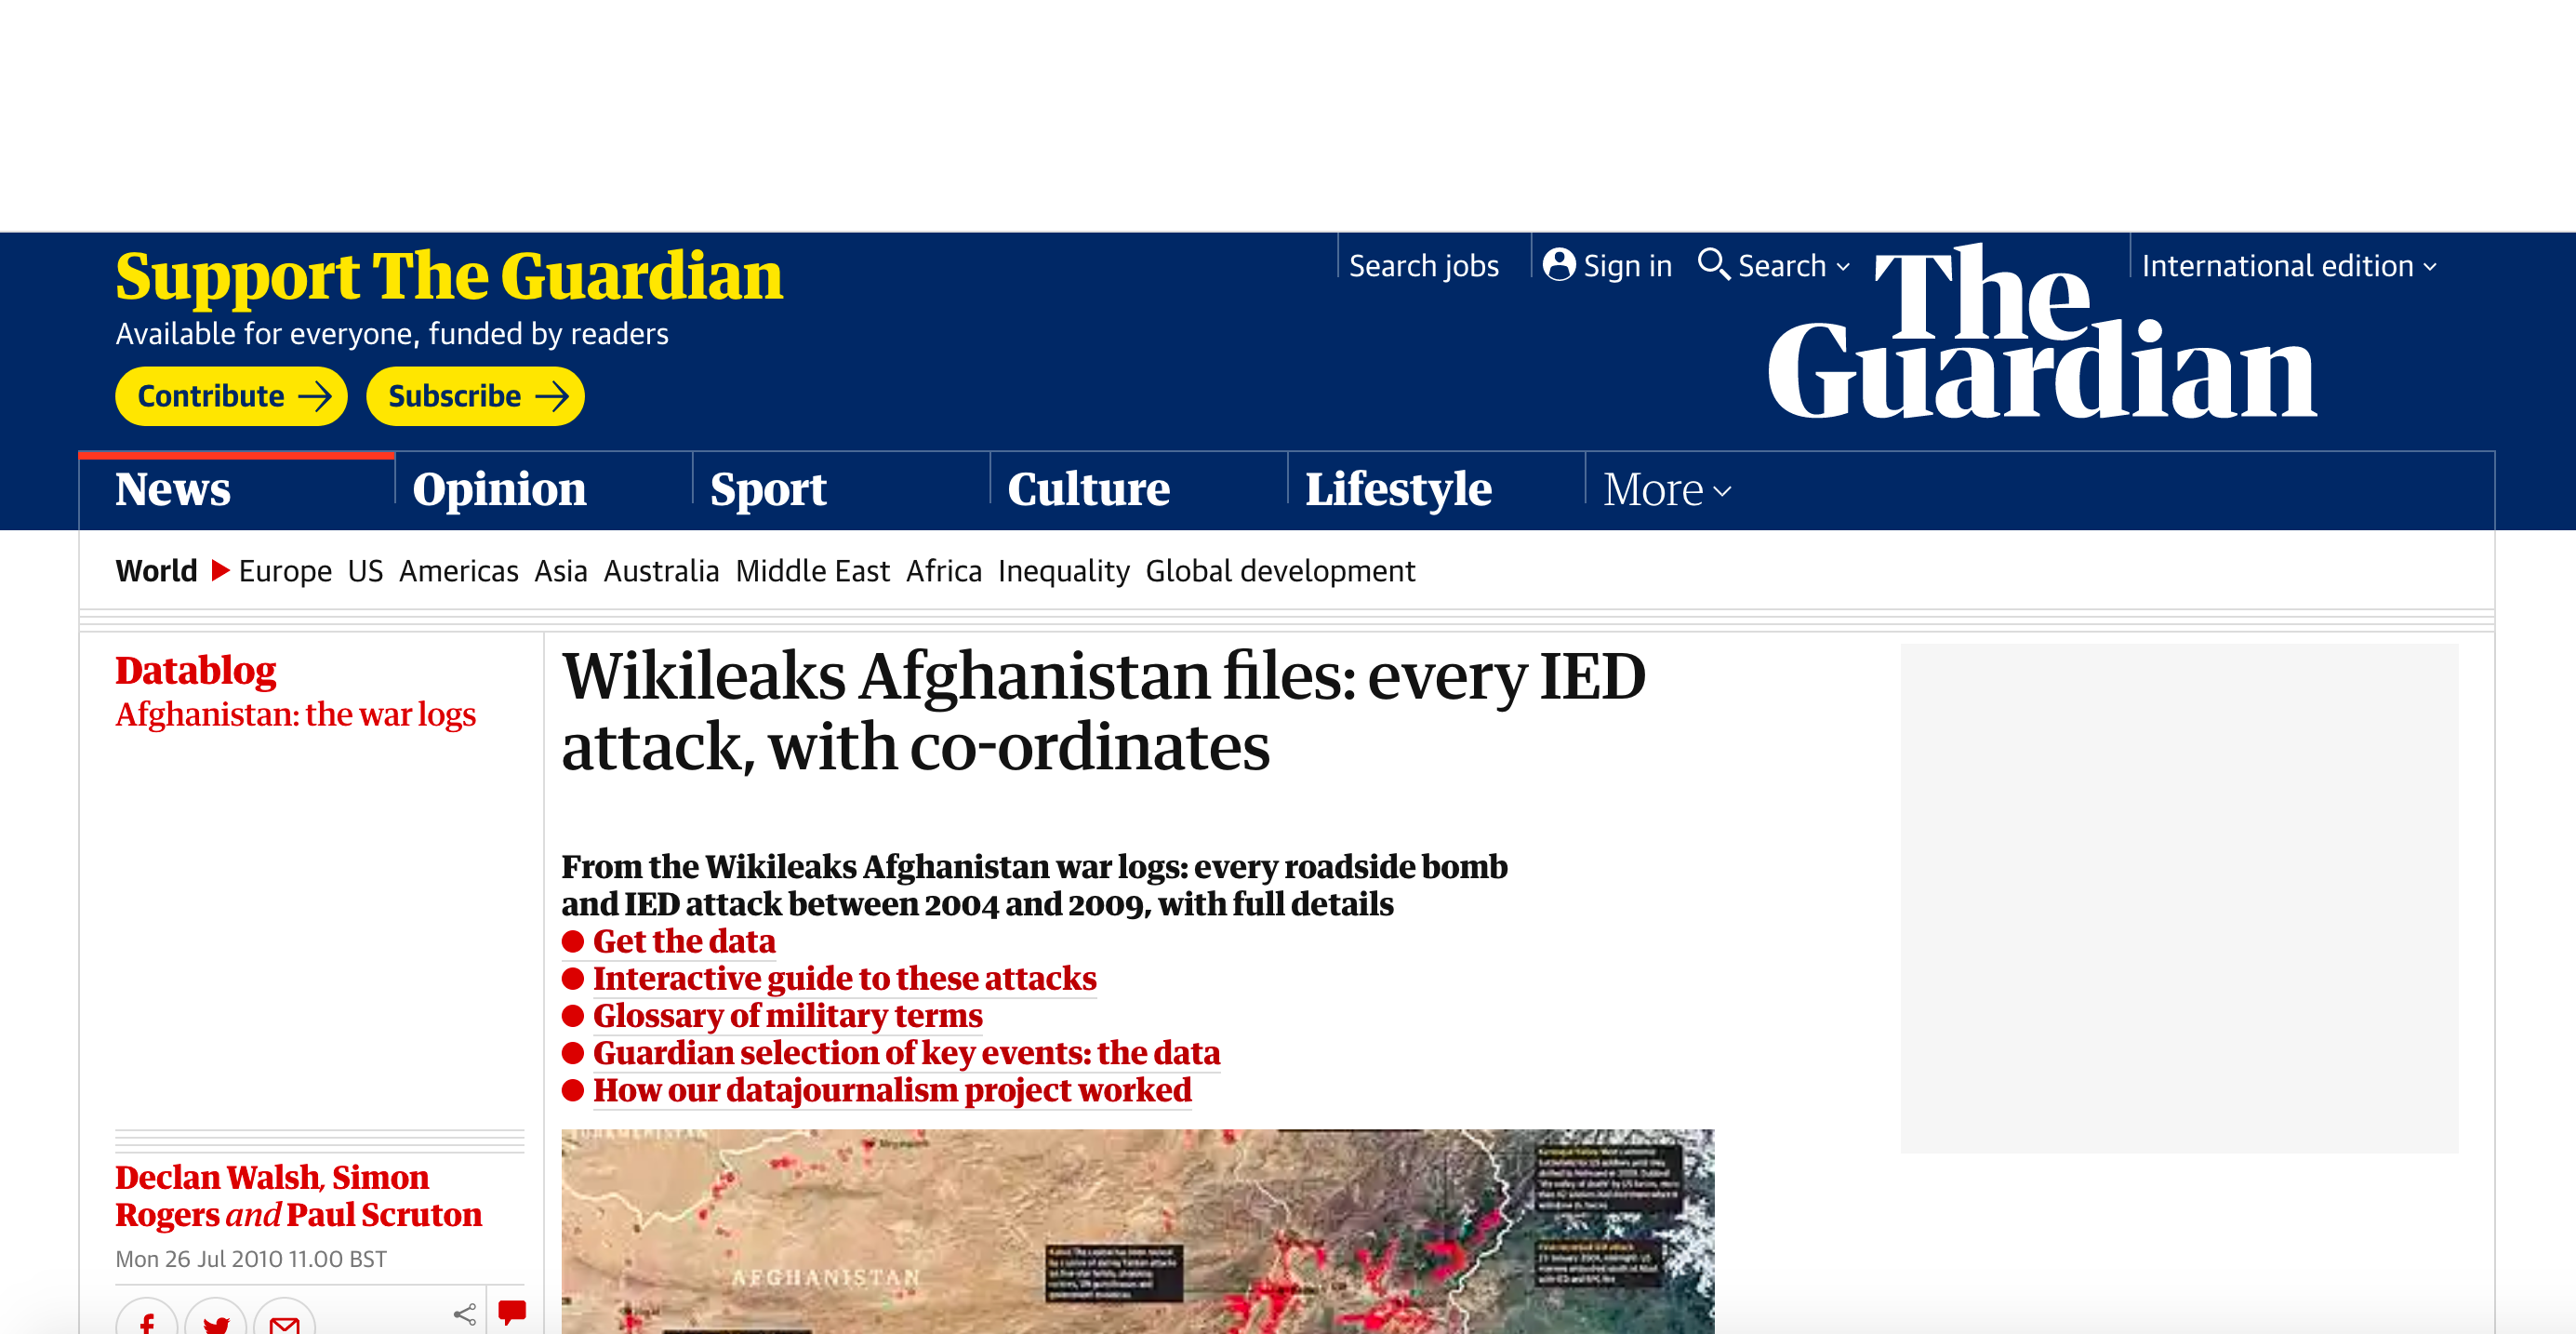 Support The Guardian
Available for everyone, funded by readers
Contribute
Subscribe
Search jobs
Sign in
Search
International edition
The
Guardian
News
Opinion
Sport
Culture
Lifestyle
More
World
Europe
US
Americas
Asia
Australia
Middle East
Africa
Inequality
Global development
Datablog
Afghanistan: the war logs
Wikileaks Afghanistan files: every IED
attack, with co-ordinates
From the Wikileaks Afghanistan war logs: every roadside bomb
and IED attack between 2004 and 2009, with full details
Get the data
Interactive guide to these attacks
Glossary of military terms
Guardian selection of key events: the data
How our datajournalism project worked
Declan Walsh, Simon
Rogers and Paul Scruton
Mon 26 Jul 2010 11.00 BST
AFGHANISTAN